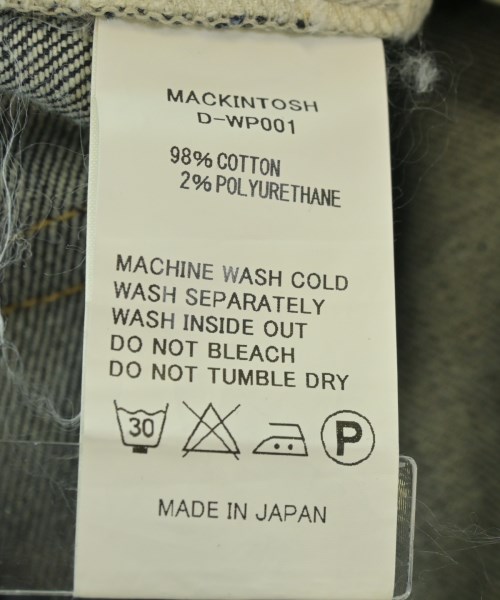 MACKINTOSH
D-WP001
98% COTTON
2% POLYURETHANE
MACHINE WASH COLD
WASH SEPARATELY
WASH INSIDE OUT
DO NOT BLEACH
DO NOT TUMBLE DRY
30 P
MADE IN JAPAN